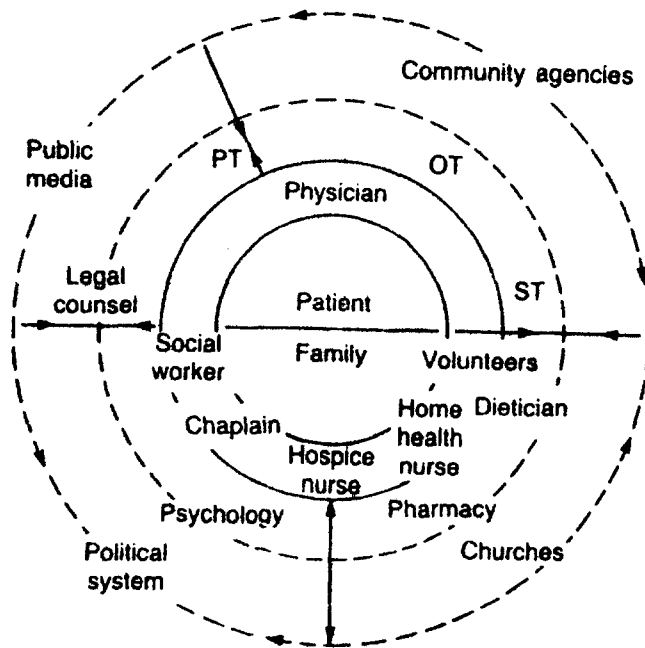 Community agencies
Public
media
PT
OT
Physician
Legal
counsel
ST
Patient
Family
Social
worker
Volunteers
Chaplain
Home
health
nurse
Dietician
Hospice
nurse
Psychology
Pharmacy
Political
system
Churches